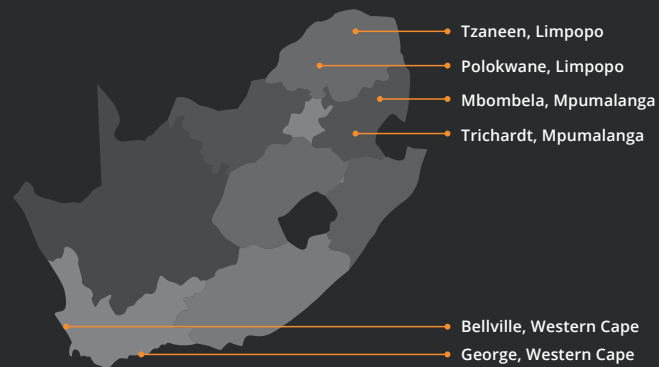 Tzaneen, Limpopo
Polokwane, Limpopo
Mbombela, Mpumalanga
Trichardt, Mpumalanga
Bellville, Western Cape
George, Western Cape